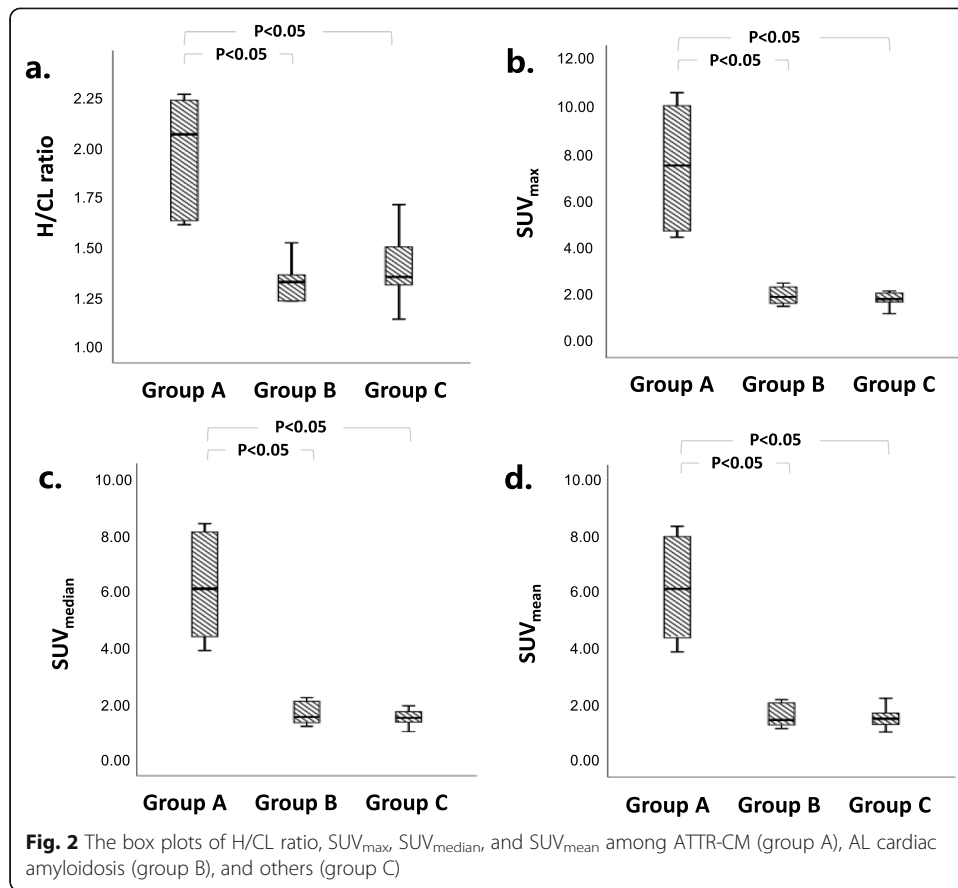 a.
P<0.05
P<0.05
H/CL ratio
2.25
2.00
1.75
1.50
1.25
1.00
Group A Group B Group C
b.
P<0.05
P<0.05
SUVmax
12.00
10.00
8.00
6.00
4.00
2.00
0.00
Group A Group B Group C
c.
P<0.05
P<0.05
SUVmedian
10.00
8.00
6.00
4.00
2.00
0.00
Group A Group B Group C
d.
P<0.05
P<0.05
SUVmean
10.00
8.00
6.00
4.00
2.00
0.00
Group A Group B Group C
Fig. 2 The box plots of H/CL ratio, SUVmax, SUVmedian, and SUVmean among ATTR-CM (group A), AL cardiac
amyloidosis (group B), and others (group C)